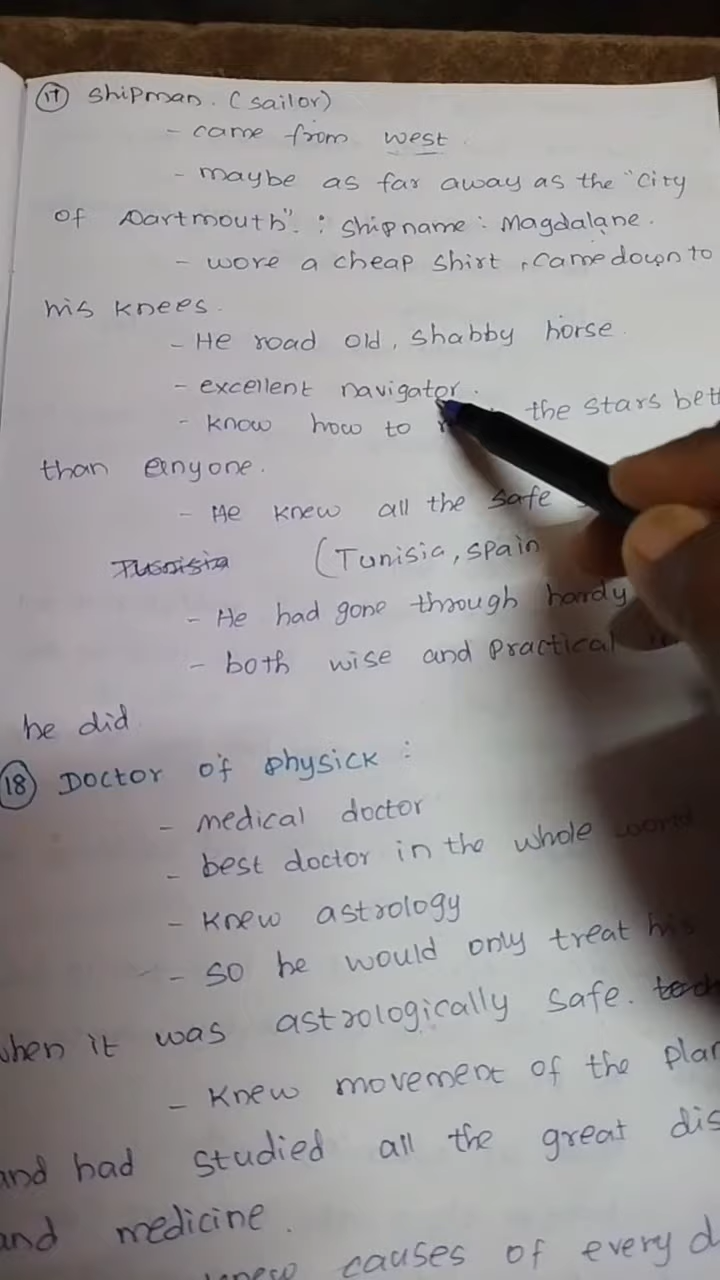 17 Shipman. (sailor)
- came from west.
- maybe as far away as the "City
of Dartmouth". : Shipname : Magdalane.
- wore a cheap shirt, came down to
his knees.
- He road old, shabby horse.
- excellent navigator.
- know how to the stars
than anyone.
- He knew all the safe
(Tunisia, Spain
- He had gone through hardy
- both wise and practical
he did
18 Doctor of physick :
- medical doctor
- best doctor in the whole world
- knew astrology
- so he would only treat his
when it was astrologically safe.
- knew movement of the
and had studied all the great
and medicine.
knew causes of every